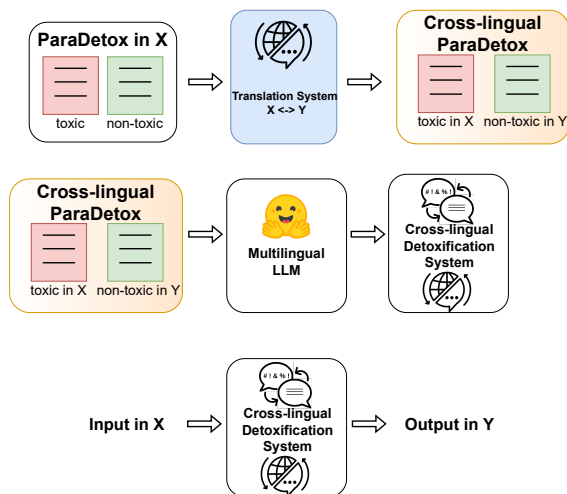 ParaDetox in X
toxic
non-toxic
Translation System
X <-> Y
Cross-lingual
ParaDetox
toxic in X
non-toxic in Y
Cross-lingual
ParaDetox
toxic in X
non-toxic in Y
Multilingual
LLM
# ! & % !
Cross-lingual
Detoxification
System
Input in X
# ! & % !
Cross-lingual
Detoxification
System
Output in Y